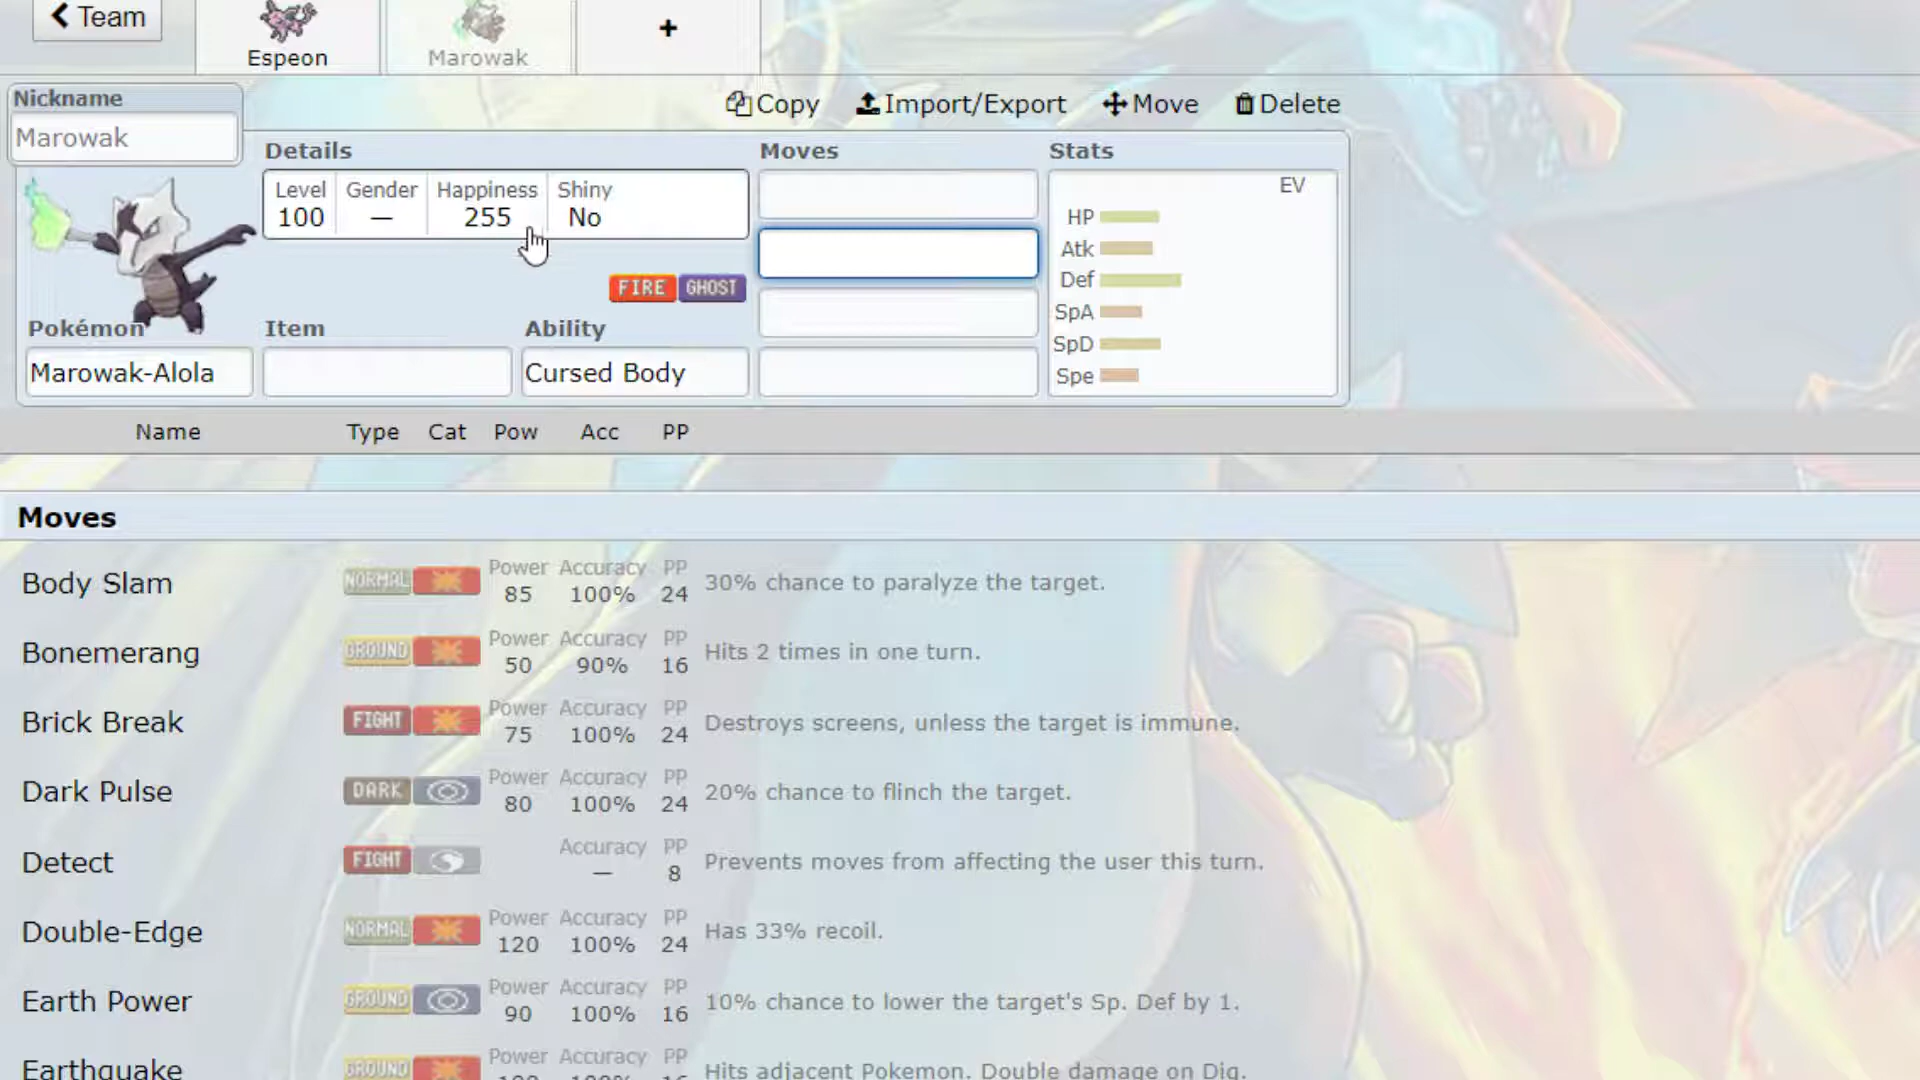 Team
Espeon
Marowak
+
Nickname
Marowak
Copy
Import/Export
Move
Delete
Details
Moves
Stats
Level
Gender
Happiness
Shiny
100
—
255
No
EV
HP
Atk
Def
SpA
SpD
Spe
FIRE
GHOST
Pokémon
Item
Ability
Marowak-Alola
Cursed Body
Name Type Cat Pow Acc PP
Moves
Body Slam NORMAL Power 85 Accuracy 100% PP 24 30% chance to paralyze the target.
Bonemerang GROUND Power 50 Accuracy 90% PP 16 Hits 2 times in one turn.
Brick Break FIGHT Power 75 Accuracy 100% PP 24 Destroys screens, unless the target is immune.
Dark Pulse DARK Power 80 Accuracy 100% PP 24 20% chance to flinch the target.
Detect FIGHT Accuracy — PP 8 Prevents moves from affecting the user this turn.
Double-Edge NORMAL Power 120 Accuracy 100% PP 24 Has 33% recoil.
Earth Power GROUND Power 90 Accuracy 100% PP 16 10% chance to lower the target's Sp. Def by 1.
Earthquake GROUND Power Accuracy PP Hits adjacent Pokemon. Double damage on Dig.